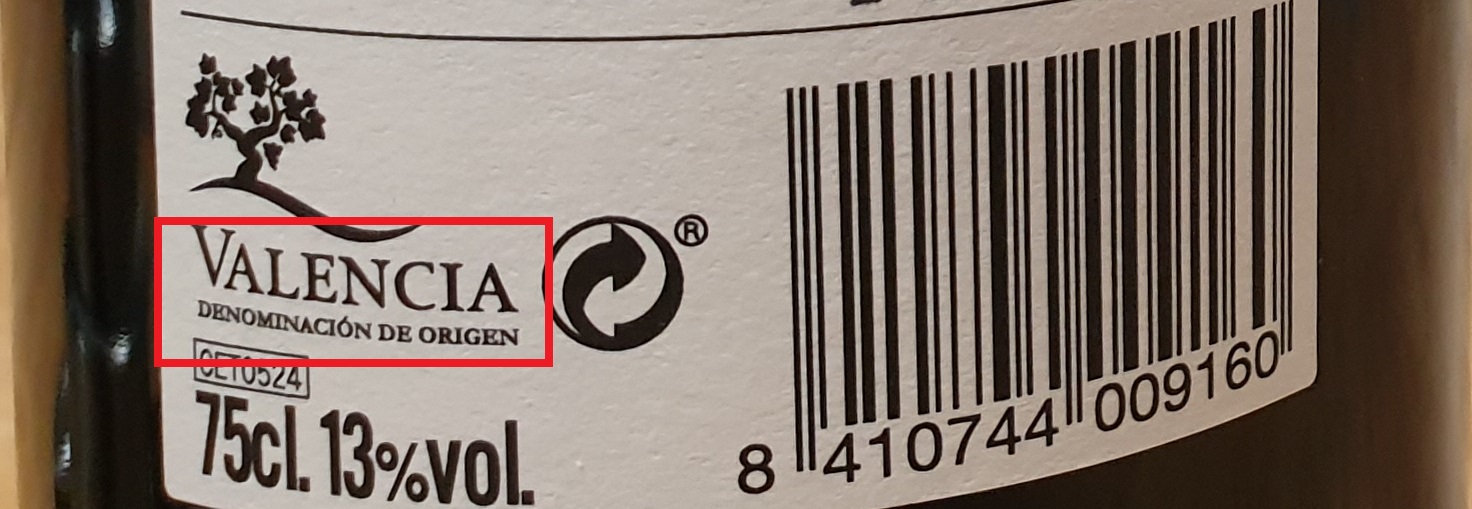 VALENCIA
DENOMINACIÓN DE ORIGEN
®
CET0524
75cl. 13%vol.
8 410744 009160